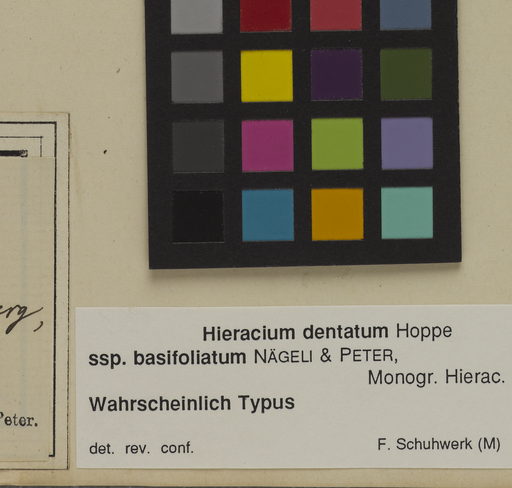 Hieracium dentatum Hoppe
ssp. basifoliatum NÄGELI & PETER,
Monogr. Hierac.
Wahrscheinlich Typus
det. rev. conf. F. Schuhwerk (M)
Peter.